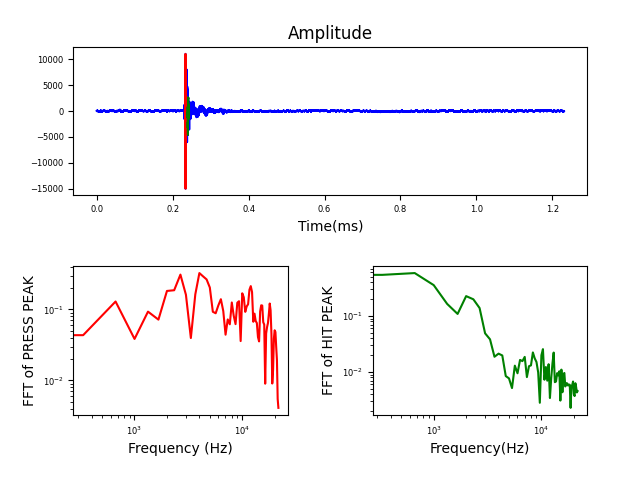 Amplitude
10000
5000
0
−5000
−10000
−15000
0.0 0.2 0.4 0.6 0.8 1.0 1.2
Time(ms)
FFT of PRESS PEAK
10⁻¹
10⁻²
10³ 10⁴
Frequency (Hz)
FFT of HIT PEAK
10⁻¹
10⁻²
10³ 10⁴
Frequency(Hz)